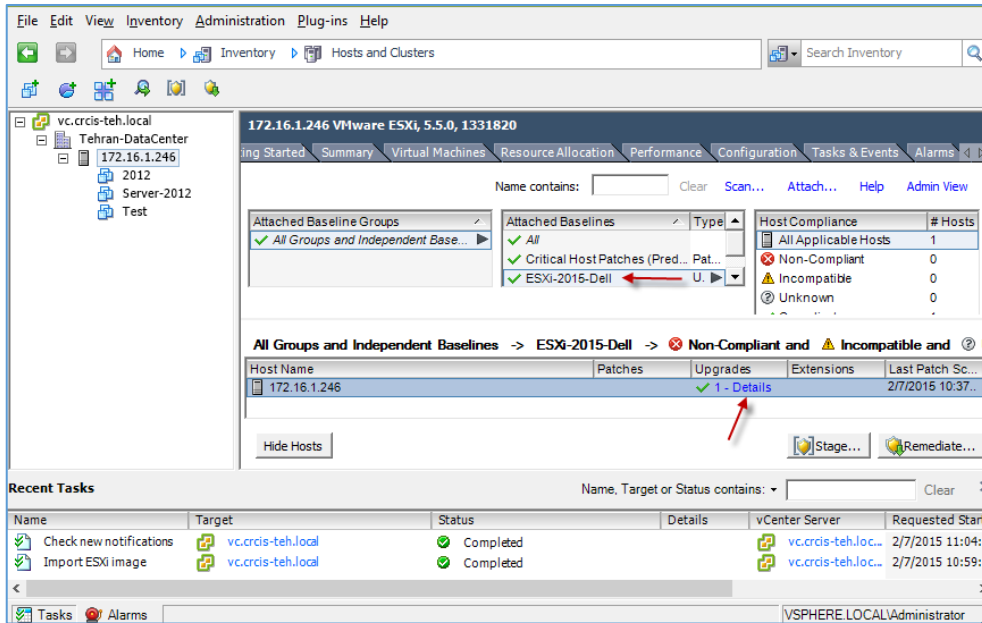 File Edit View Inventory Administration Plug-ins Help
Home Inventory Hosts and Clusters Search Inventory
vc.crcis-teh.local
Tehran-DataCenter
172.16.1.246
2012
Server-2012
Test
172.16.1.246 VMware ESXi, 5.5.0, 1331820
ing Started Summary Virtual Machines Resource Allocation Performance Configuration Tasks & Events Alarms
Name contains: Clear Scan... Attach... Help Admin View
Attached Baseline Groups
All Groups and Independent Base...
Attached Baselines Type
All
Critical Host Patches (Pred... Pat...
ESXi-2015-Dell U.
Host Compliance # Hosts
All Applicable Hosts 1
Non-Compliant 0
Incompatible 0
Unknown 0
All Groups and Independent Baselines -> ESXi-2015-Dell -> Non-Compliant and Incompatible and
Host Name Patches Upgrades Extensions Last Patch Sc...
172.16.1.246 1 - Details 2/7/2015 10:37..
Hide Hosts Stage... Remediate...
Recent Tasks Name, Target or Status contains: Clear
Name Target Status Details vCenter Server Requested Star
Check new notifications vc.crcis-teh.local Completed vc.crcis-teh.loc... 2/7/2015 11:04:
Import ESXi image vc.crcis-teh.local Completed vc.crcis-teh.loc... 2/7/2015 10:59:
Tasks Alarms VSPHERE.LOCAL\Administrator